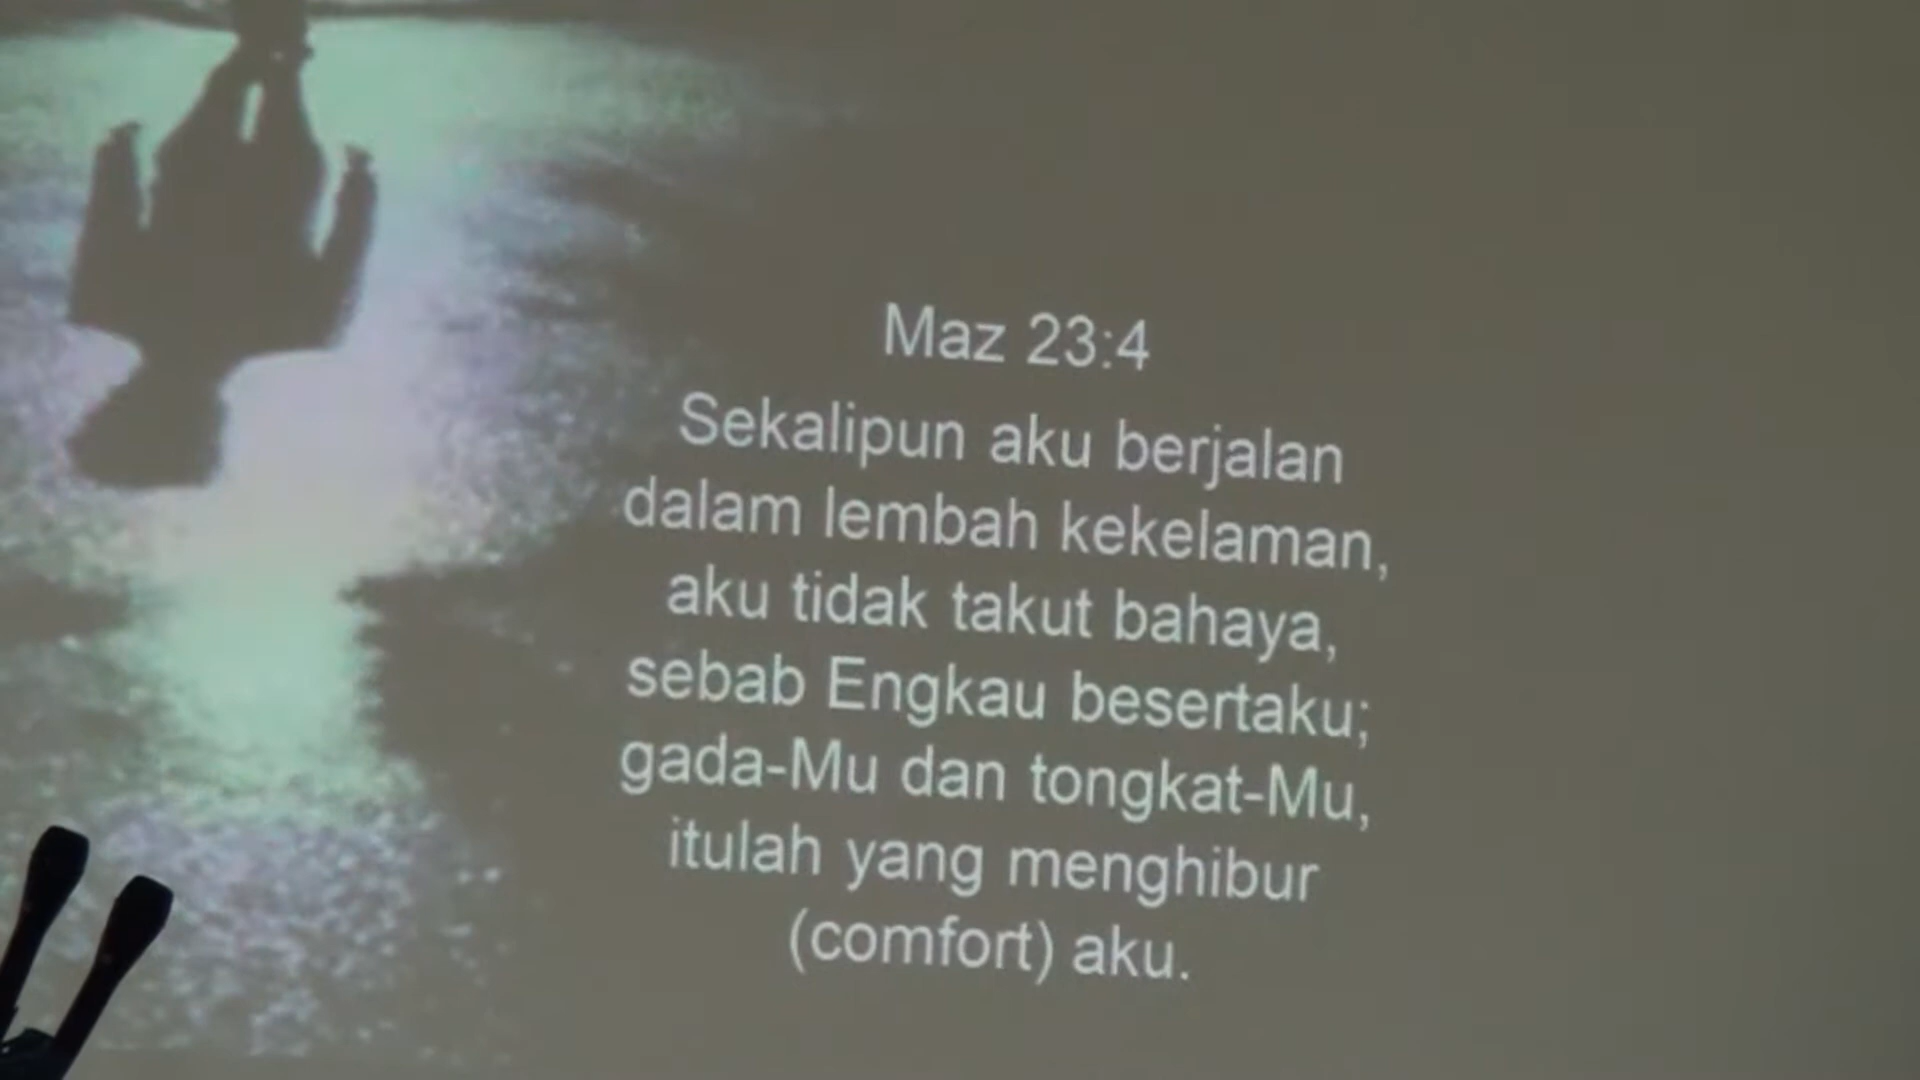 Maz 23:4
Sekalipun aku berjalan
dalam lembah kekelaman,
aku tidak takut bahaya,
sebab Engkau besertaku;
gada-Mu dan tongkat-Mu,
itulah yang menghibur
(comfort) aku.